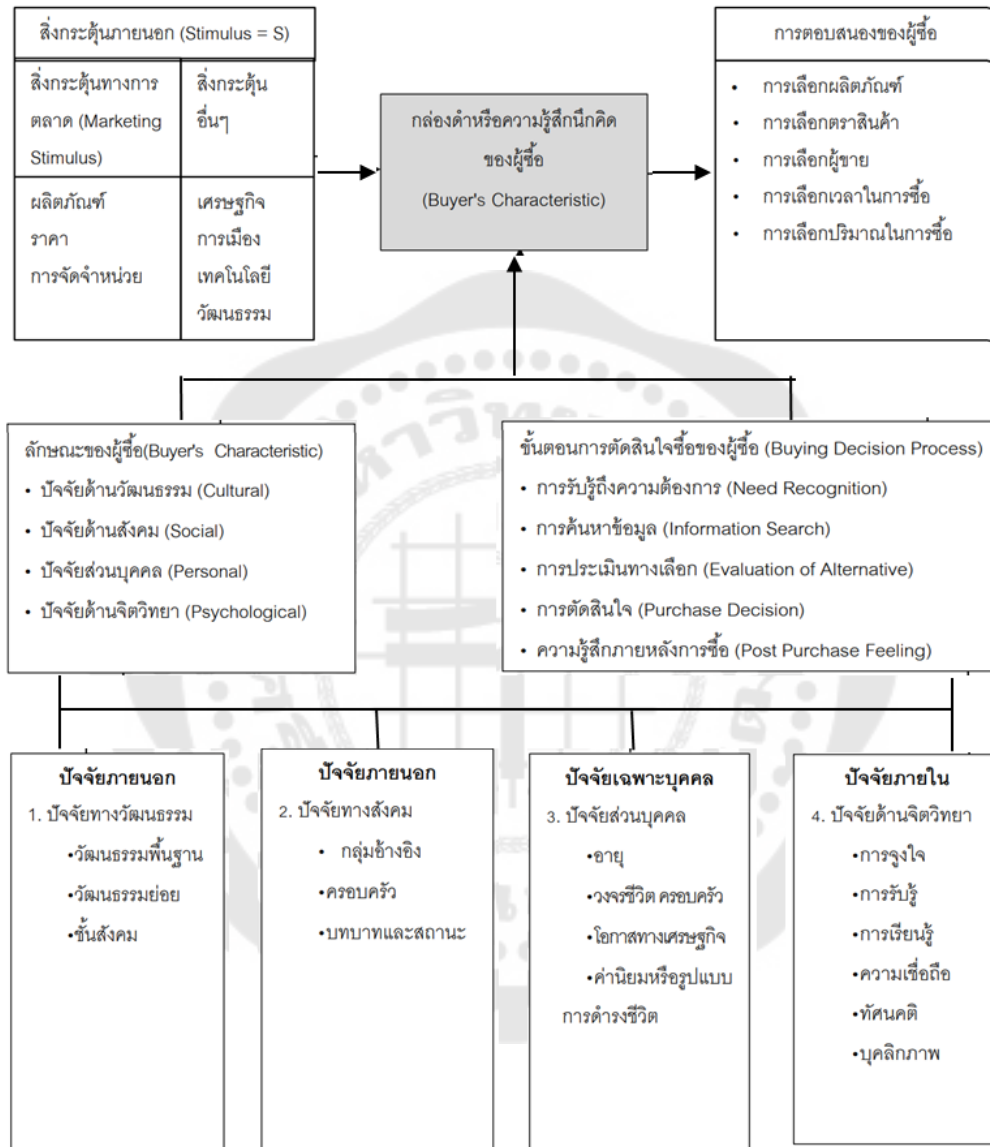 สิ่งกระตุ้นภายนอก (Stimulus = S)
สิ่งกระตุ้นทางการ
ตลาด (Marketing
Stimulus)
สิ่งกระตุ้น
อื่นๆ
ผลิตภัณฑ์
ราคา
การจัดจำหน่าย
เศรษฐกิจ
การเมือง
เทคโนโลยี
วัฒนธรรม
กล่องดำหรือความรู้สึกนึกคิด
ของผู้ซื้อ
(Buyer's Characteristic)
การตอบสนองของผู้ซื้อ
• การเลือกผลิตภัณฑ์
• การเลือกตราสินค้า
• การเลือกผู้ขาย
• การเลือกเวลาในการซื้อ
• การเลือกปริมาณในการซื้อ
ลักษณะของผู้ซื้อ(Buyer's Characteristic)
• ปัจจัยด้านวัฒนธรรม (Cultural)
• ปัจจัยด้านสังคม (Social)
• ปัจจัยส่วนบุคคล (Personal)
• ปัจจัยด้านจิตวิทยา (Psychological)
ขั้นตอนการตัดสินใจซื้อของผู้ซื้อ (Buying Decision Process)
• การรับรู้ถึงความต้องการ (Need Recognition)
• การค้นหาข้อมูล (Information Search)
• การประเมินทางเลือก (Evaluation of Alternative)
• การตัดสินใจ (Purchase Decision)
• ความรู้สึกภายหลังการซื้อ (Post Purchase Feeling)
ปัจจัยภายนอก
1. ปัจจัยทางวัฒนธรรม
•วัฒนธรรมพื้นฐาน
•วัฒนธรรมย่อย
•ชั้นสังคม
ปัจจัยภายนอก
2. ปัจจัยทางสังคม
• กลุ่มอ้างอิง
•ครอบครัว
•บทบาทและสถานะ
ปัจจัยเฉพาะบุคคล
3. ปัจจัยส่วนบุคคล
•อายุ
•วงจรชีวิต ครอบครัว
•โอกาสทางเศรษฐกิจ
•ค่านิยมหรือรูปแบบ
การดำรงชีวิต
ปัจจัยภายใน
4. ปัจจัยด้านจิตวิทยา
•การจูงใจ
•การรับรู้
•การเรียนรู้
•ความเชื่อถือ
•ทัศนคติ
•บุคลิกภาพ